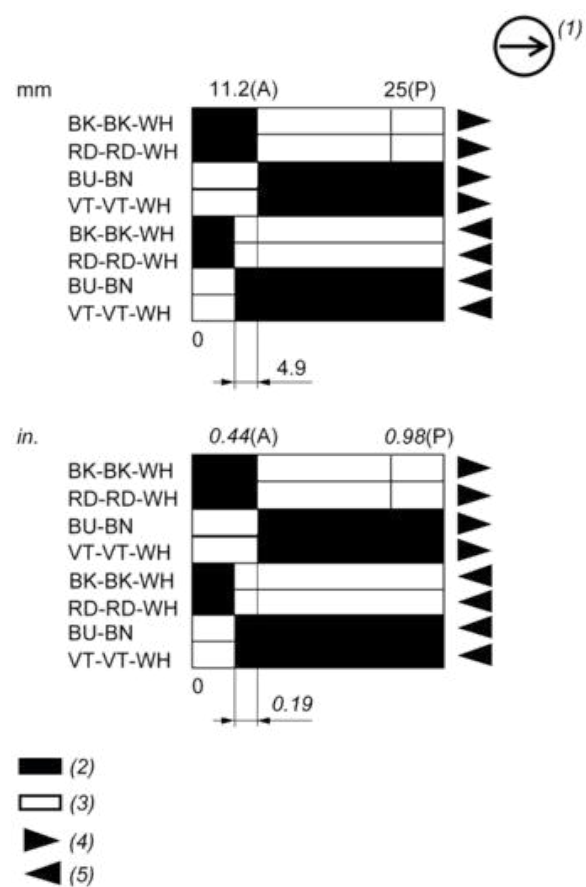 (1)
mm 11.2(A) 25(P)
BK-BK-WH
RD-RD-WH
BU-BN
VT-VT-WH
BK-BK-WH
RD-RD-WH
BU-BN
VT-VT-WH
0
4.9
in. 0.44(A) 0.98(P)
BK-BK-WH
RD-RD-WH
BU-BN
VT-VT-WH
BK-BK-WH
RD-RD-WH
BU-BN
VT-VT-WH
0
0.19
(2)
(3)
(4)
(5)